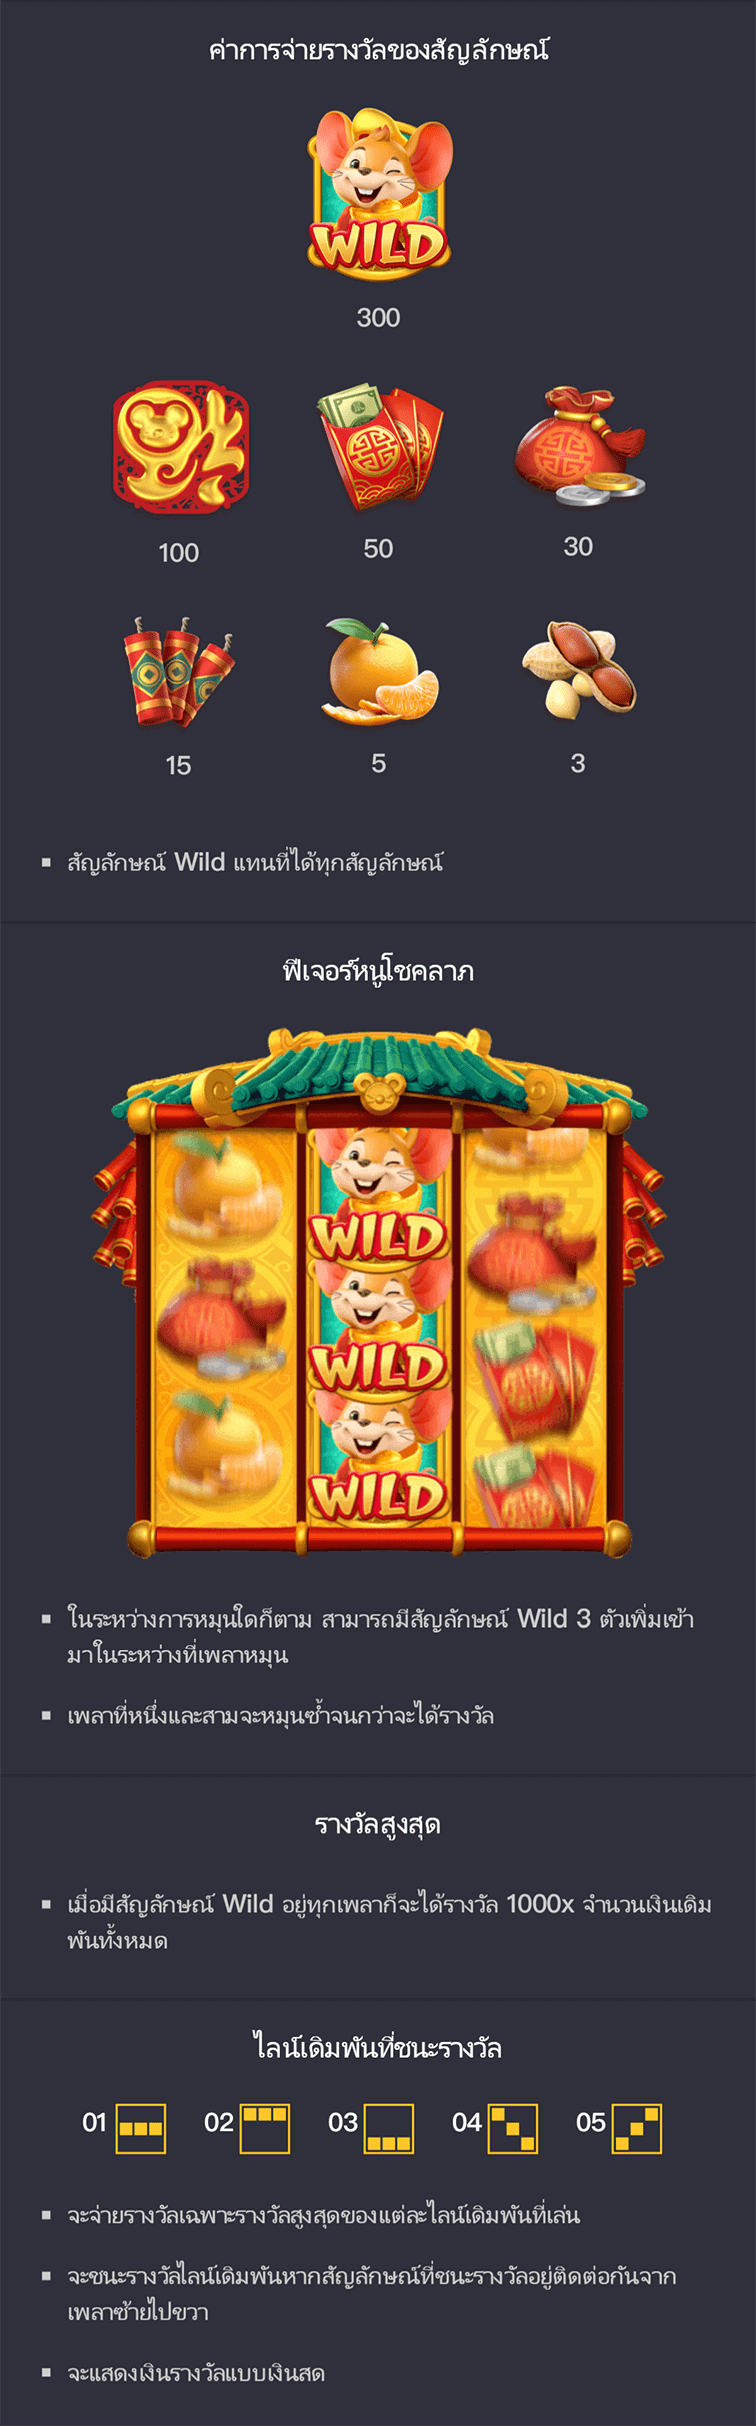 ค่าการจ่ายรางวัลของสัญลักษณ์
WILD
300
100 50 30
15 5 3
สัญลักษณ์ Wild แทนที่ได้ทุกสัญลักษณ์
ฟีเจอร์หนูโชคลาภ
WILD
WILD
WILD
ในระหว่างการหมุนใดก็ตาม สามารถมีสัญลักษณ์ Wild 3 ตัวเพิ่มเข้า
มาในระหว่างที่เพลาหมุน
เพลาที่หนึ่งและสามจะหมุนซ้ำจนกว่าจะได้รางวัล
รางวัลสูงสุด
เมื่อมีสัญลักษณ์ Wild อยู่ทุกเพลาก็จะได้รางวัล 1000x จำนวนเงินเดิม
พันทั้งหมด
ไลน์เดิมพันที่ชนะรางวัล
01 02 03 04 05
จะจ่ายรางวัลเฉพาะรางวัลสูงสุดของแต่ละไลน์เดิมพันที่เล่น
จะชนะรางวัลไลน์เดิมพันหากสัญลักษณ์ที่ชนะรางวัลอยู่ติดต่อกันจาก
เพลาซ้ายไปขวา
จะแสดงเงินรางวัลแบบเงินสด